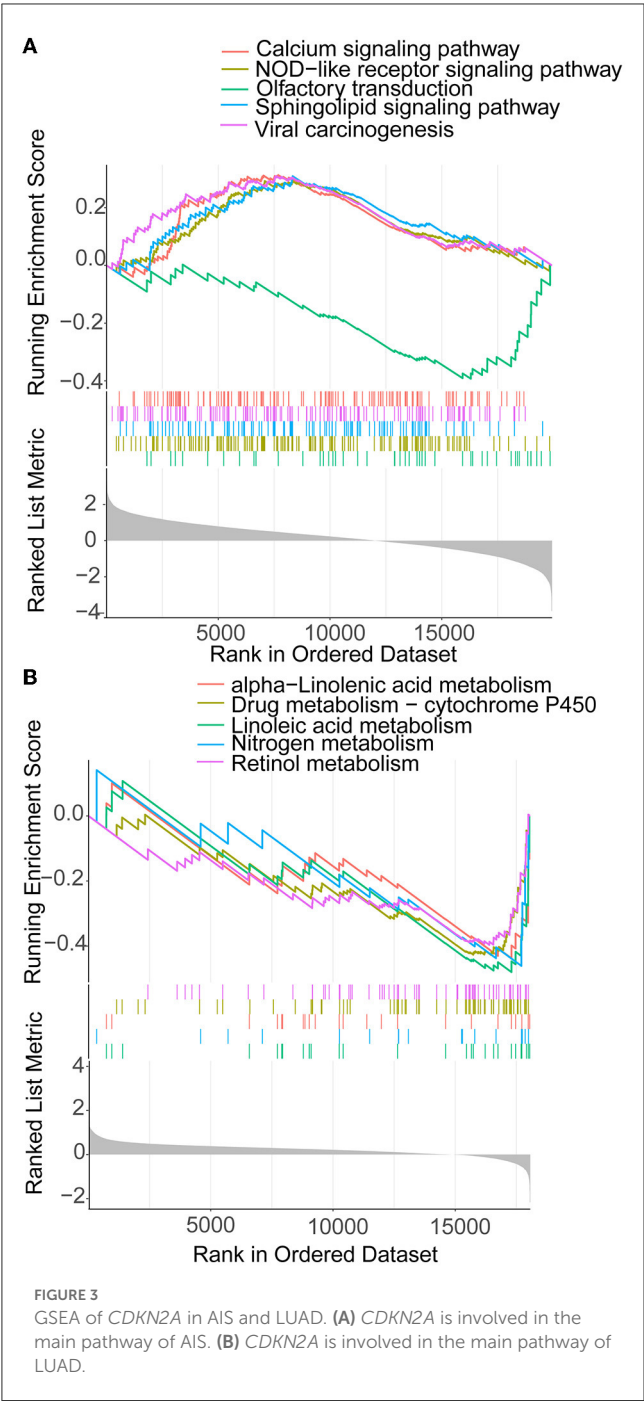 A
Calcium signaling pathway
NOD-like receptor signaling pathway
Olfactory transduction
Sphingolipid signaling pathway
Viral carcinogenesis
Running Enrichment Score
0.2
0.0
−0.2
−0.4
Ranked List Metric
2
0
−2
−4
5000 10000 15000
Rank in Ordered Dataset
B
alpha−Linolenic acid metabolism
Drug metabolism − cytochrome P450
Linoleic acid metabolism
Nitrogen metabolism
Retinol metabolism
Running Enrichment Score
0.0
−0.2
−0.4
Ranked List Metric
4
2
0
−2
5000 10000 15000
Rank in Ordered Dataset
FIGURE 3
GSEA of CDKN2A in AIS and LUAD. (A) CDKN2A is involved in the
main pathway of AIS. (B) CDKN2A is involved in the main pathway of
LUAD.